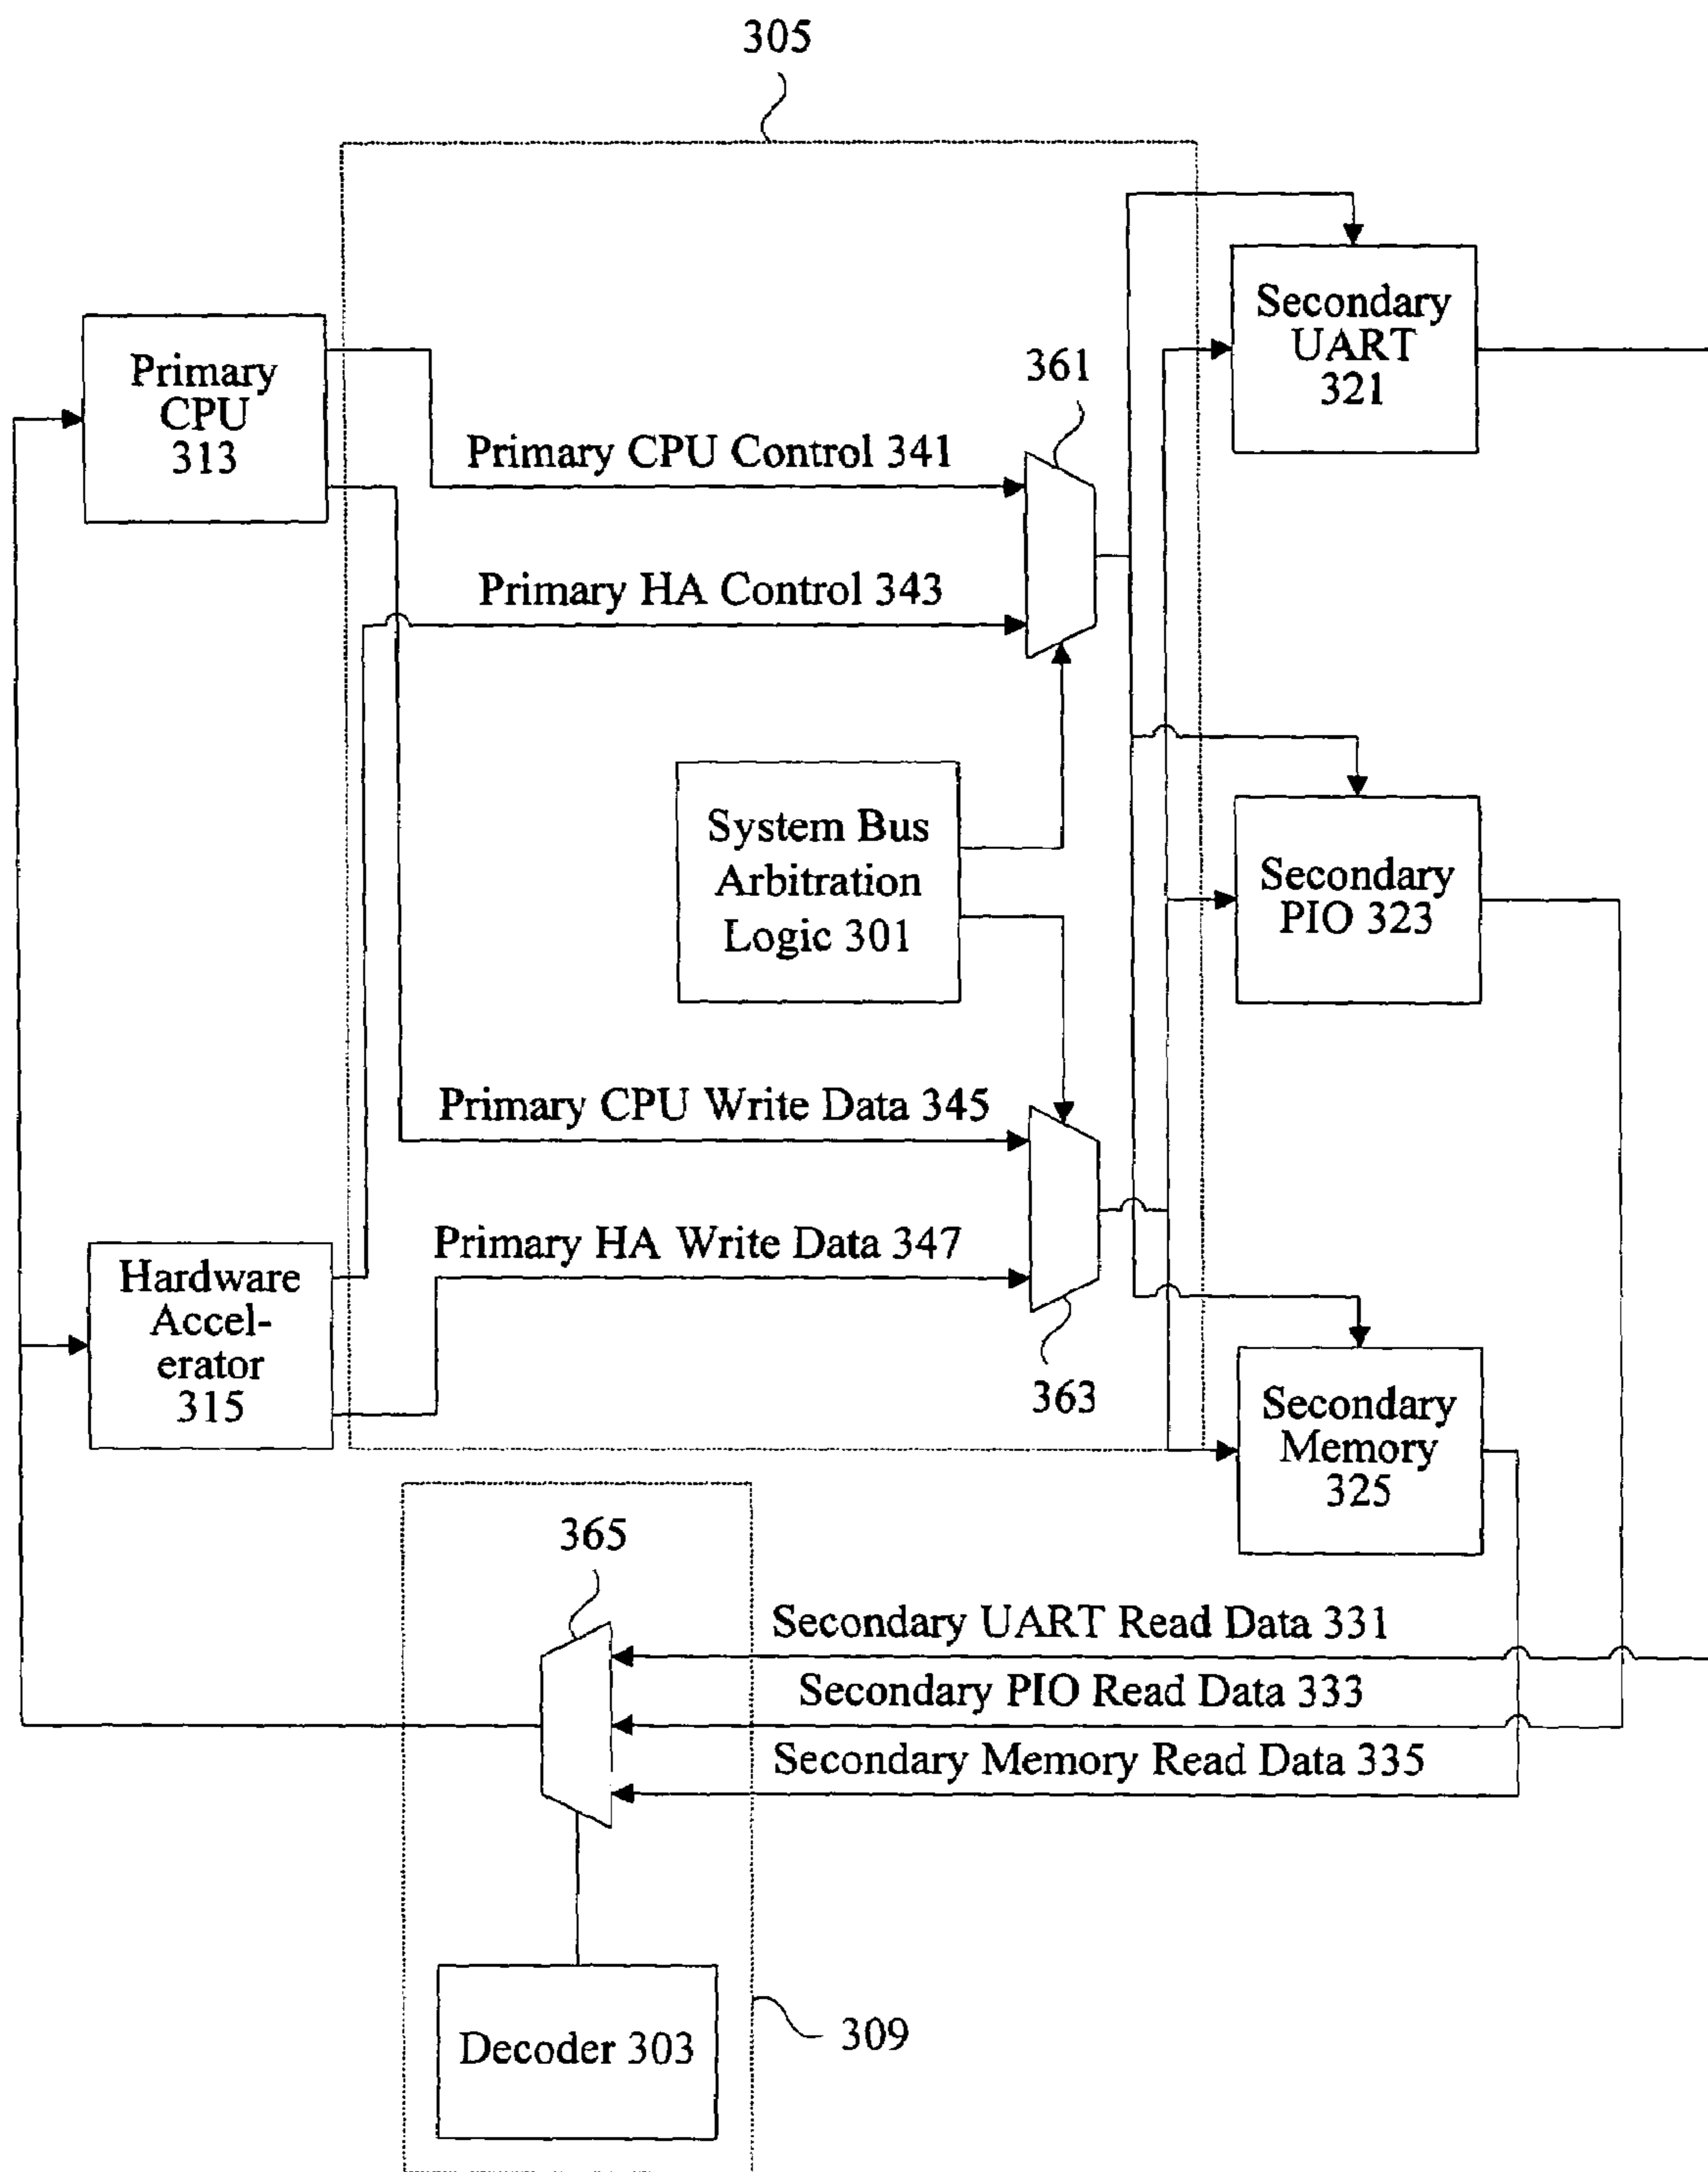 305
Secondary
UART
321
Primary
CPU
313
361
Primary CPU Control 341
Primary HA Control 343
System Bus
Arbitration
Logic 301
Secondary
PIO 323
Primary CPU Write Data 345
Primary HA Write Data 347
Hardware
Accel-
erator
315
363
Secondary
Memory
325
365
Secondary UART Read Data 331
Secondary PIO Read Data 333
Secondary Memory Read Data 335
Decoder 303
309